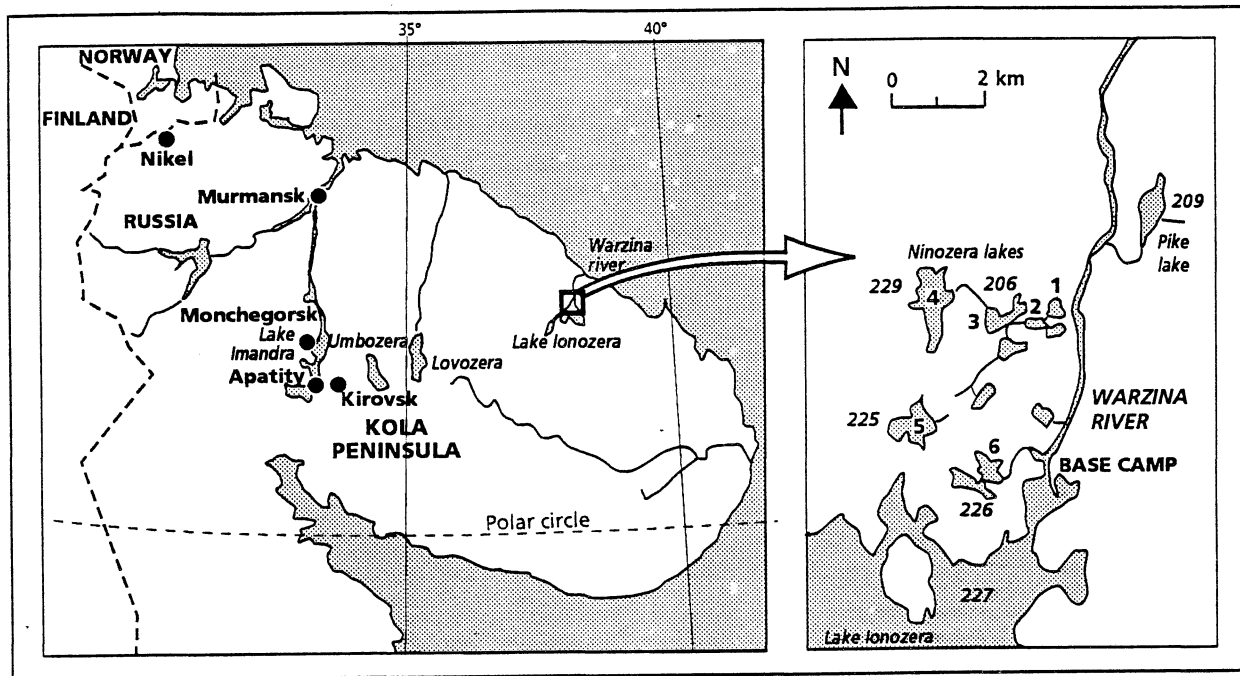 35°
40°
NORWAY
FINLAND
Nikel
Murmansk
RUSSIA
Warzina
river
Monchegorsk
Lake
Imandra
Umbozera
Lovozera
Lake Ionozera
Apatity
Kirovsk
KOLA
PENINSULA
Polar circle
N
0 2 km
209
Pike
lake
Ninozera lakes
229
4
206
1
2
3
225
5
WARZINA
RIVER
6
BASE CAMP
226
227
Lake Ionozera